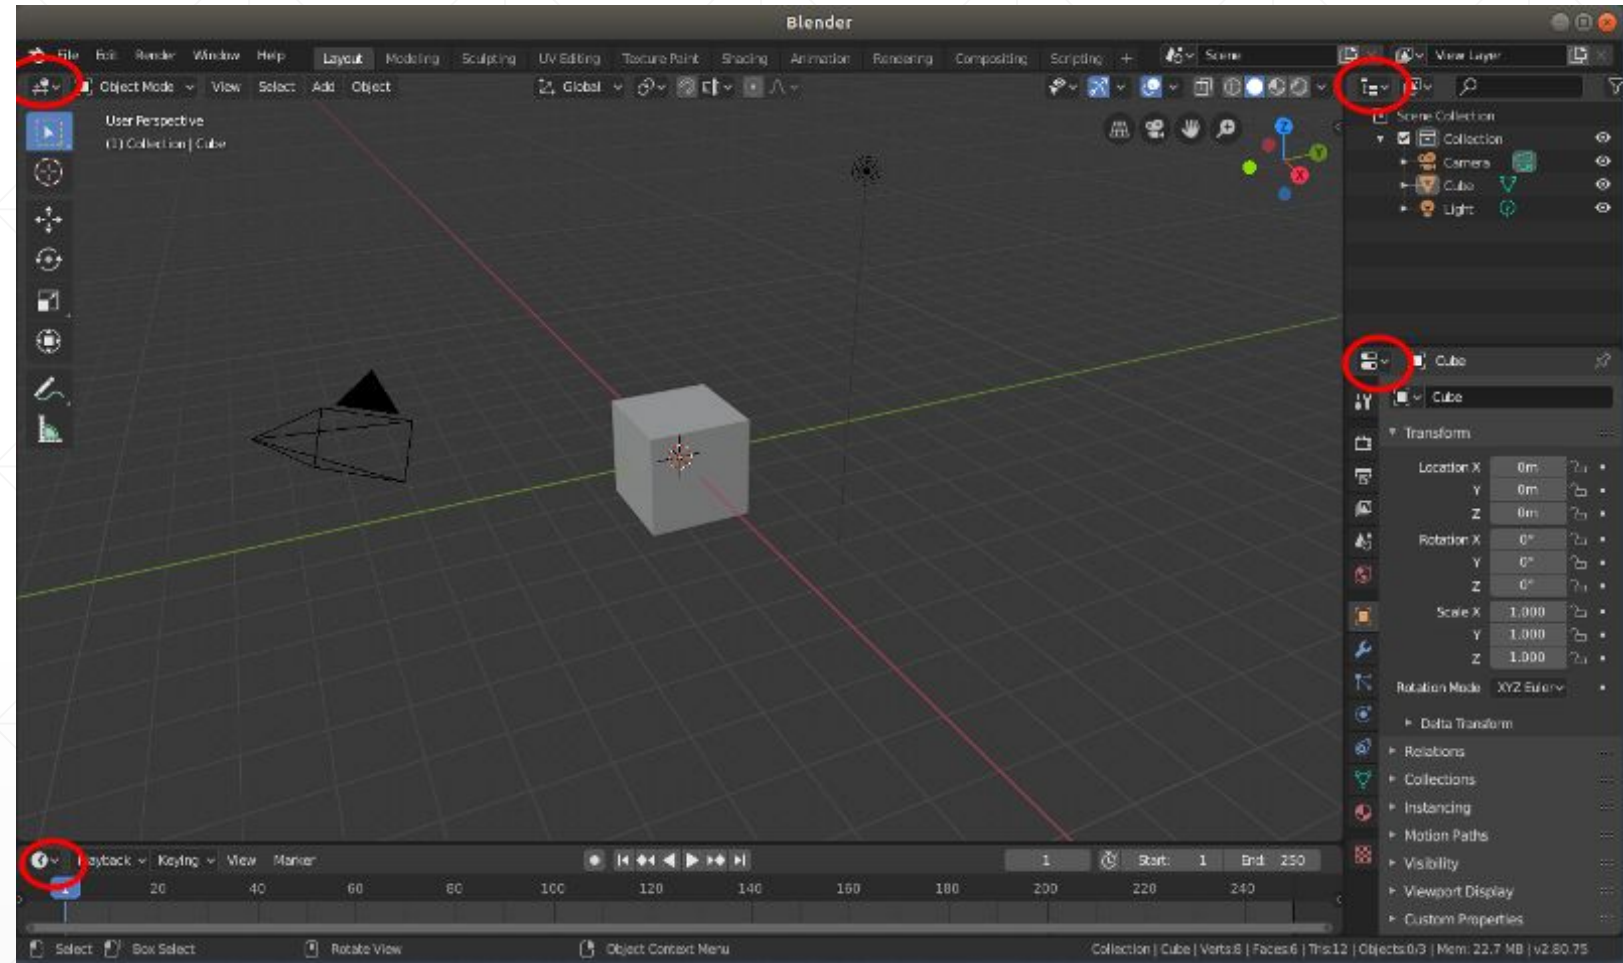 Blender
File Edit Render Window Help Layout Modeling Sculpting UV Editing Texture Paint Shading Animation Rendering Compositing Scripting + Scene View Layer
Object Mode View Select Add Object Global
User Perspective
(1) Collection | Cube
Z
Y
X
Scene Collection
Collection
Camera
Cube
Light
Cube
Cube
Transform
Location X 0m
Y 0m
Z 0m
Rotation X 0°
Y 0°
Z 0°
Scale X 1.000
Y 1.000
Z 1.000
Rotation Mode XYZ Euler
Delta Transform
Relations
Collections
Instancing
Motion Paths
Visibility
Viewport Display
Custom Properties
Playback Keying View Marker 1 Start: 1 End: 250
1 20 40 60 80 100 120 140 160 180 200 220 240
Select Box Select Rotate View Object Context Menu Collection | Cube | Verts:8 | Faces:6 | Tris:12 | Objects:0/3 | Mem: 22.7 MB | v2.80.75